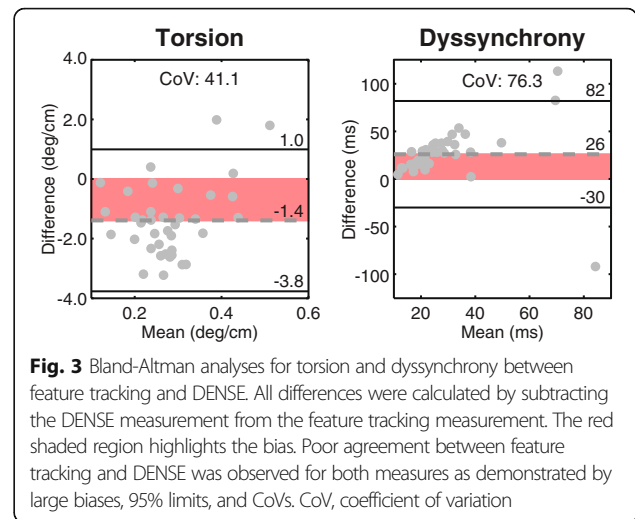 Torsion
CoV: 41.1
4.0
2.0
0
-2.0
-4.0
Difference (deg/cm)
1.0
-1.4
-3.8
0.2
0.4
0.6
Mean (deg/cm)
Dyssynchrony
CoV: 76.3
100
50
0
-50
-100
Difference (ms)
82
26
-30
20
40
60
80
Mean (ms)
Fig. 3 Bland-Altman analyses for torsion and dyssynchrony between
feature tracking and DENSE. All differences were calculated by subtracting
the DENSE measurement from the feature tracking measurement. The red
shaded region highlights the bias. Poor agreement between feature
tracking and DENSE was observed for both measures as demonstrated by
large biases, 95% limits, and CoVs. CoV, coefficient of variation